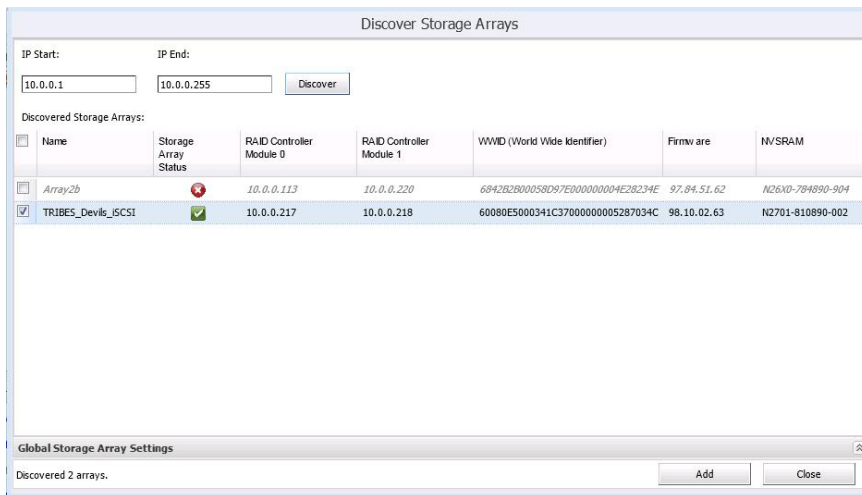 Discover Storage Arrays
IP Start: IP End:
10.0.0.1 10.0.0.255 Discover
Discovered Storage Arrays:
Name Storage Array Status RAID Controller Module 0 RAID Controller Module 1 WWID (World Wide Identifier) Firmware NVSRAM
Array2b 10.0.0.113 10.0.0.220 6842B2B00058D97E000000004E28234E 97.84.51.62 N26X0-784890-904
TRIBES_Devils_iSCSI 10.0.0.217 10.0.0.218 60080E5000341C37000000005287034C 98.10.02.63 N2701-810890-002
Global Storage Array Settings
Discovered 2 arrays. Add Close